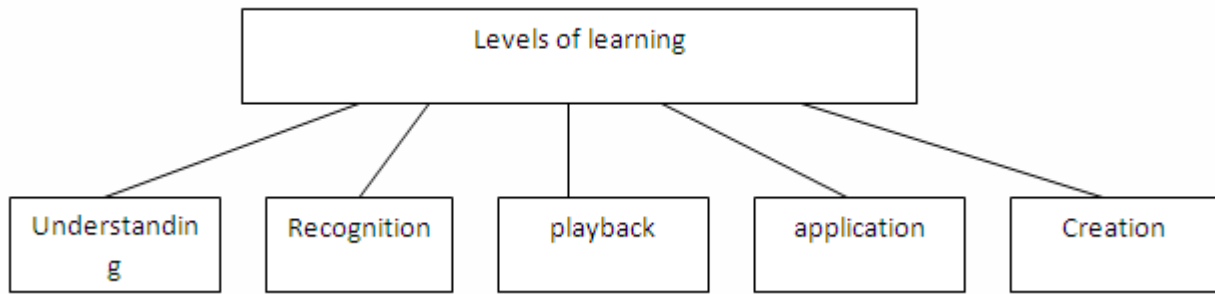 Levels of learning
Understandin
g
Recognition
playback
application
Creation